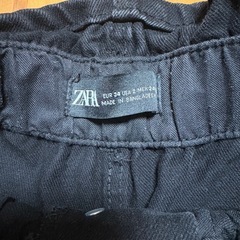 ZARA
EUR 34 USA 2 MEX 24
MADE IN BANGLADESH